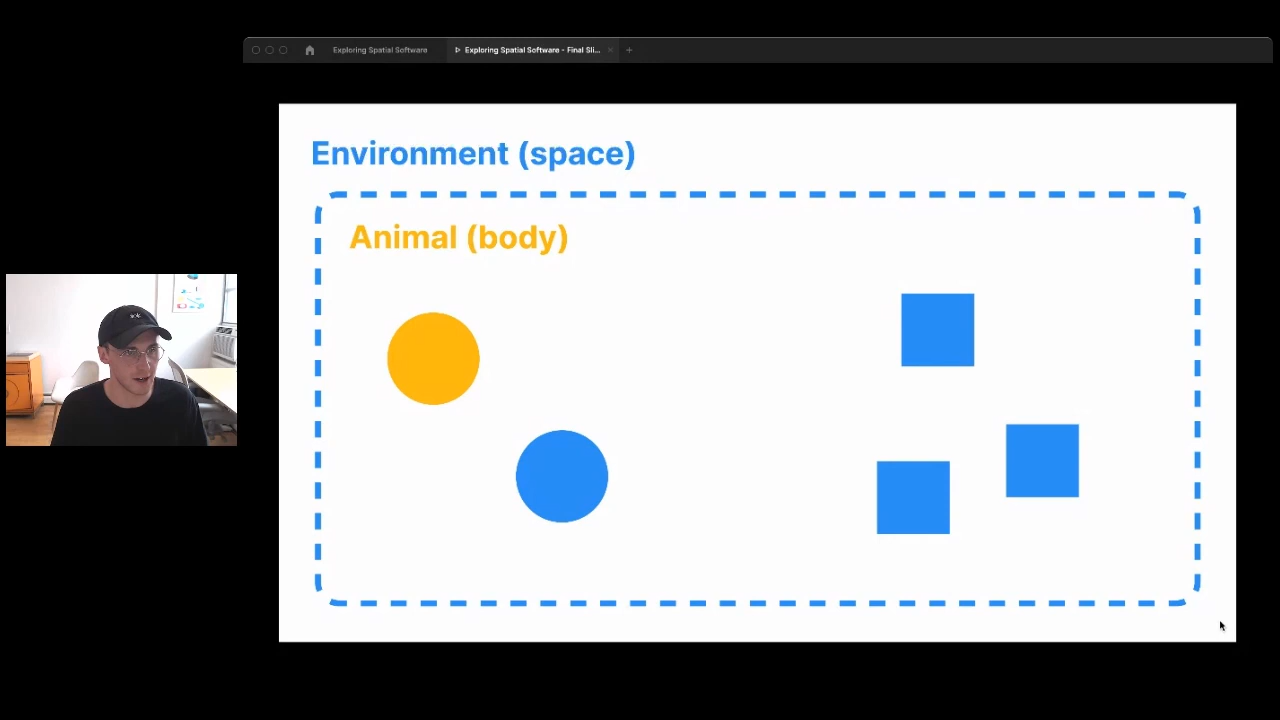 Exploring Spatial Software
Exploring Spatial Software - Final Sli...
Environment (space)
Animal (body)